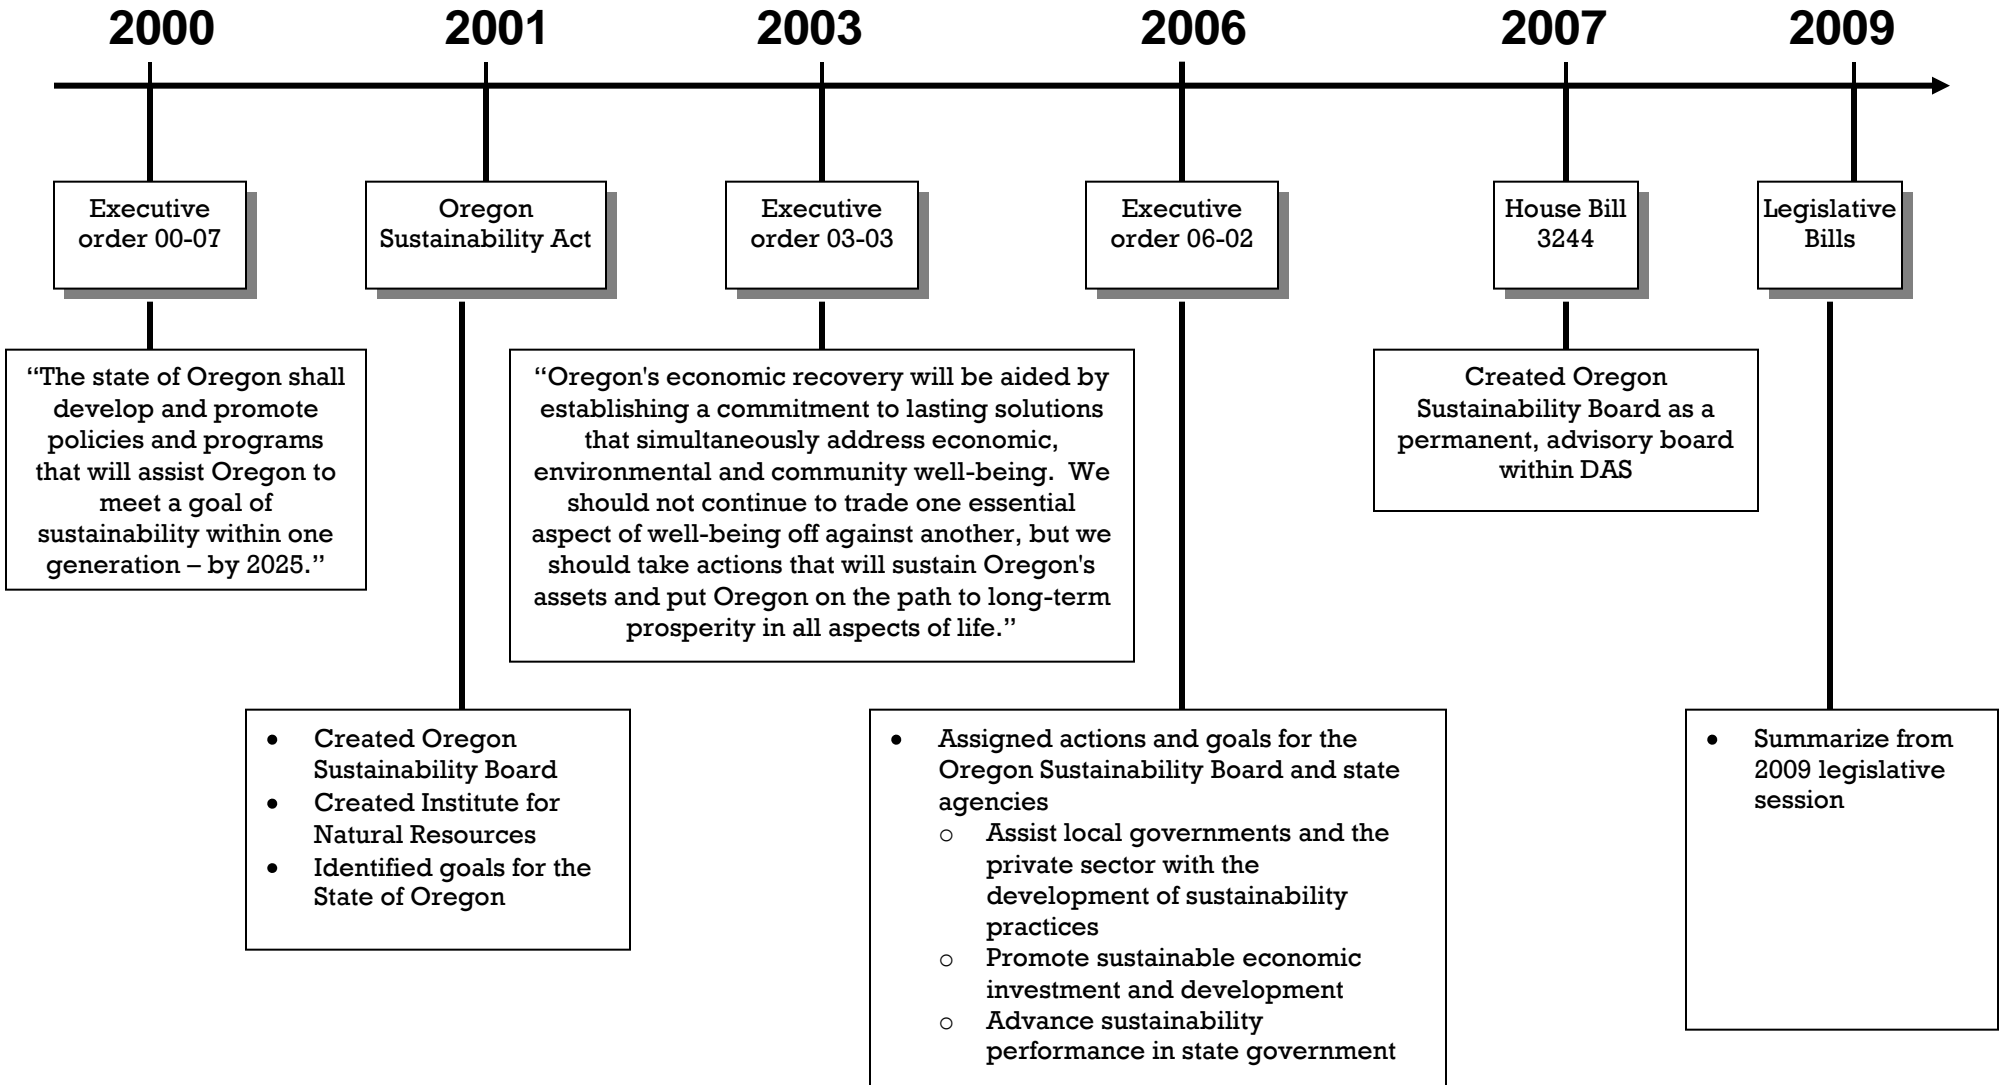 2000
2001
2003
2006
2007
2009
Executive
order 00-07
Oregon
Sustainability Act
Executive
order 03-03
Executive
order 06-02
House Bill
3244
Legislative
Bills
“The state of Oregon shall
develop and promote
policies and programs
that will assist Oregon to
meet a goal of
sustainability within one
generation – by 2025.”
“Oregon's economic recovery will be aided by
establishing a commitment to lasting solutions
that simultaneously address economic,
environmental and community well-being.  We
should not continue to trade one essential
aspect of well-being off against another, but we
should take actions that will sustain Oregon's
assets and put Oregon on the path to long-term
prosperity in all aspects of life.”
Created Oregon
Sustainability Board as a
permanent, advisory board
within DAS
• Created Oregon
Sustainability Board
• Created Institute for
Natural Resources
• Identified goals for the
State of Oregon
• Assigned actions and goals for the
Oregon Sustainability Board and state
agencies
o Assist local governments and the
private sector with the
development of sustainability
practices
o Promote sustainable economic
investment and development
o Advance sustainability
performance in state government
• Summarize from
2009 legislative
session